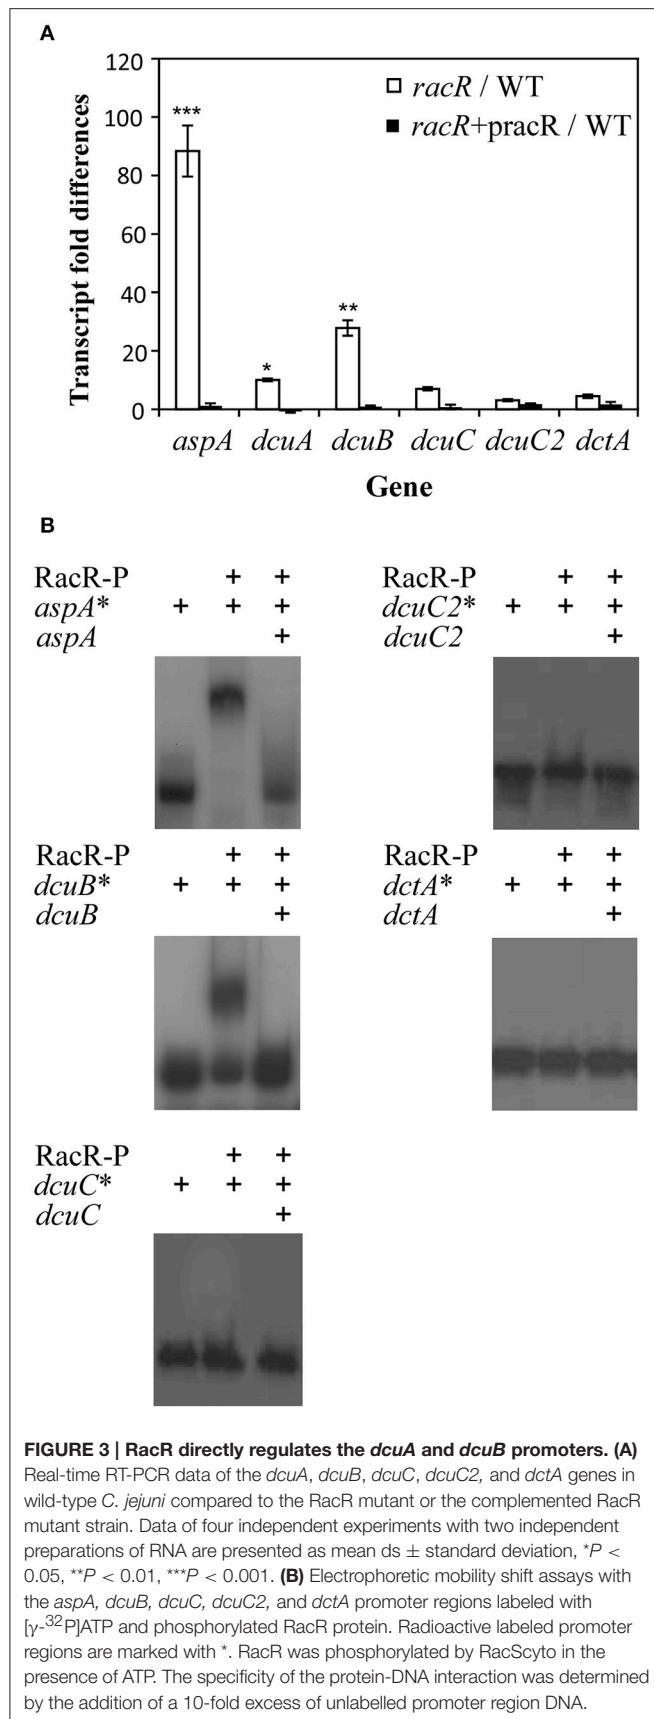 A
Transcript fold differences
120
100
80
60
40
20
0
*** * **
racR / WT
racR+pracR / WT
aspA dcuA dcuB dcuC dcuC2 dctA
Gene
B
RacR-P + +
aspA* + + +
aspA +
RacR-P + +
dcuC2* + + +
dcuC2 +
RacR-P + +
dcuB* + + +
dcuB +
RacR-P + +
dctA* + + +
dctA +
RacR-P + +
dcuC* + + +
dcuC +
FIGURE 3 | RacR directly regulates the dcuA and dcuB promoters. (A)
Real-time RT-PCR data of the dcuA, dcuB, dcuC, dcuC2, and dctA genes in
wild-type C. jejuni compared to the RacR mutant or the complemented RacR
mutant strain. Data of four independent experiments with two independent
preparations of RNA are presented as mean ds ± standard deviation, *P <
0.05, **P < 0.01, ***P < 0.001. (B) Electrophoretic mobility shift assays with
the aspA, dcuB, dcuC, dcuC2, and dctA promoter regions labeled with
[γ-³²P]ATP and phosphorylated RacR protein. Radioactive labeled promoter
regions are marked with *. RacR was phosphorylated by RacScyto in the
presence of ATP. The specificity of the protein-DNA interaction was determined
by the addition of a 10-fold excess of unlabelled promoter region DNA.